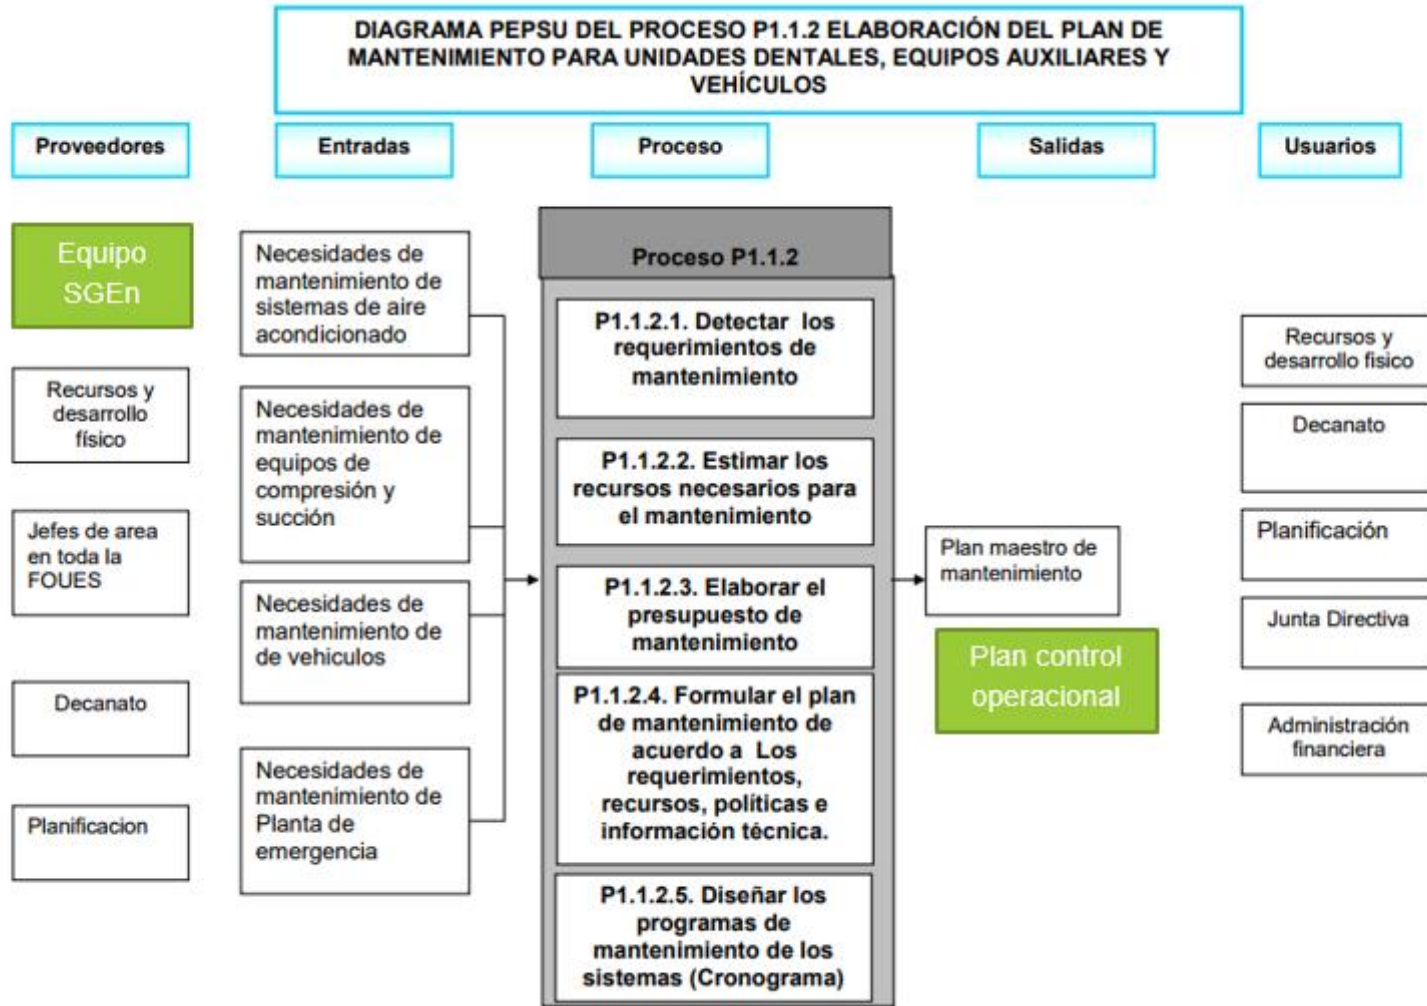 DIAGRAMA PEPSU DEL PROCESO P1.1.2 ELABORACIÓN DEL PLAN DE
MANTENIMIENTO PARA UNIDADES DENTALES, EQUIPOS AUXILIARES Y
VEHÍCULOS
Proveedores
Entradas
Proceso
Salidas
Usuarios
Equipo
SGEn
Recursos y
desarrollo
físico
Jefes de area
en toda la
FOUES
Decanato
Planificacion
Necesidades de
mantenimiento de
sistemas de aire
acondicionado
Necesidades de
mantenimiento de
equipos de
compresión y
succión
Necesidades de
mantenimiento de
de vehiculos
Necesidades de
mantenimiento de
Planta de
emergencia
Proceso P1.1.2
P1.1.2.1. Detectar los
requerimientos de
mantenimiento
P1.1.2.2. Estimar los
recursos necesarios para
el mantenimiento
P1.1.2.3. Elaborar el
presupuesto de
mantenimiento
P1.1.2.4. Formular el plan
de mantenimiento de
acuerdo a Los
requerimientos,
recursos, políticas e
información técnica.
P1.1.2.5. Diseñar los
programas de
mantenimiento de los
sistemas (Cronograma)
Plan maestro de
mantenimiento
Plan control
operacional
Recursos y
desarrollo fisico
Decanato
Planificación
Junta Directiva
Administración
financiera